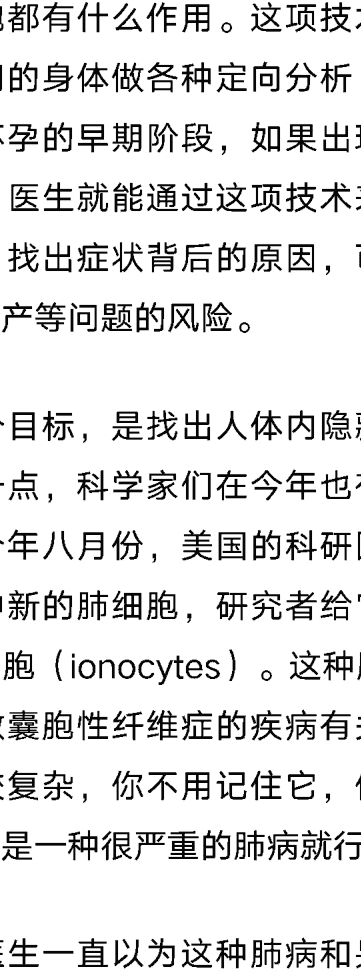 都有什么作用。这项技
的身体做各种定向分析
孕的早期阶段，如果出
医生就能通过这项技术
找出症状背后的原因，
产等问题的风险。
目标，是找出人体内隐
点，科学家们在今年也
年八月份，美国的科研
新的肺细胞，研究者给
胞（ionocytes）。这种
囊胞性纤维症的疾病有
复杂，你不用记住它，
是一种很严重的肺病就行
生一直以为这种肺病和